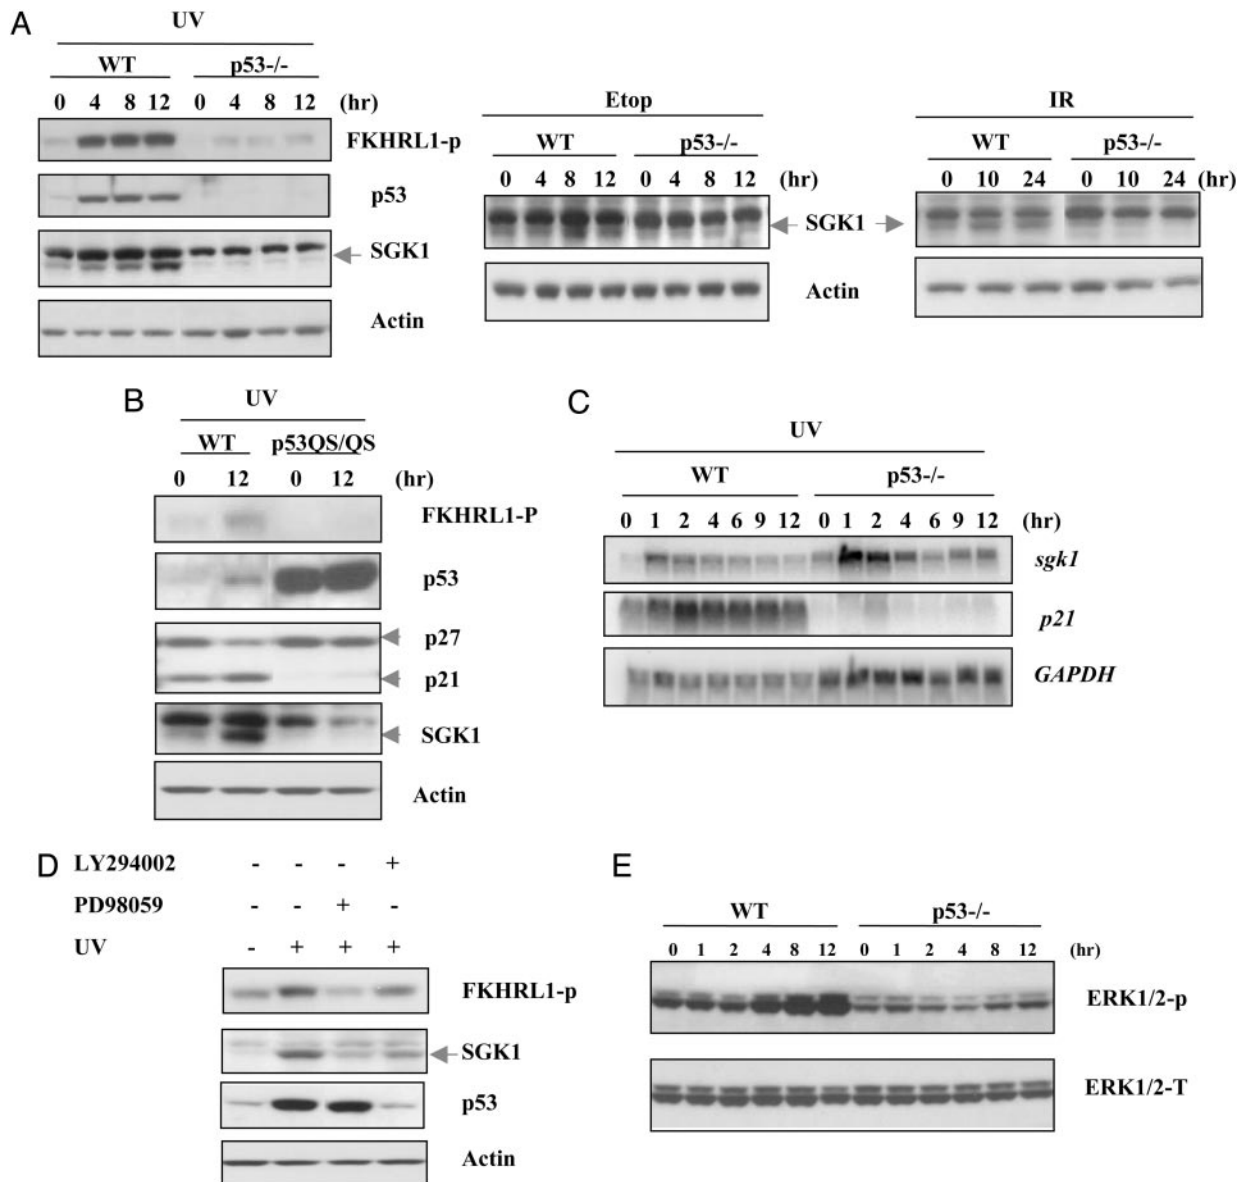 A
UV
WT p53-/-
0 4 8 12 0 4 8 12 (hr)
FKHRL1-p
p53
SGK1
Actin
Etop
WT p53-/-
0 4 8 12 0 4 8 12 (hr)
SGK1
Actin
IR
WT p53-/-
0 10 24 0 10 24 (hr)
B
UV
WT p53QS/QS
0 12 0 12 (hr)
FKHRL1-P
p53
p27
p21
SGK1
Actin
C
UV
WT p53-/-
0 1 2 4 6 9 12 0 1 2 4 6 9 12 (hr)
sgk1
p21
GAPDH
D
LY294002 - - - +
PD98059 - - + -
UV - + + +
FKHRL1-p
SGK1
p53
Actin
E
WT p53-/-
0 1 2 4 8 12 0 1 2 4 8 12 (hr)
ERK1/2-p
ERK1/2-T